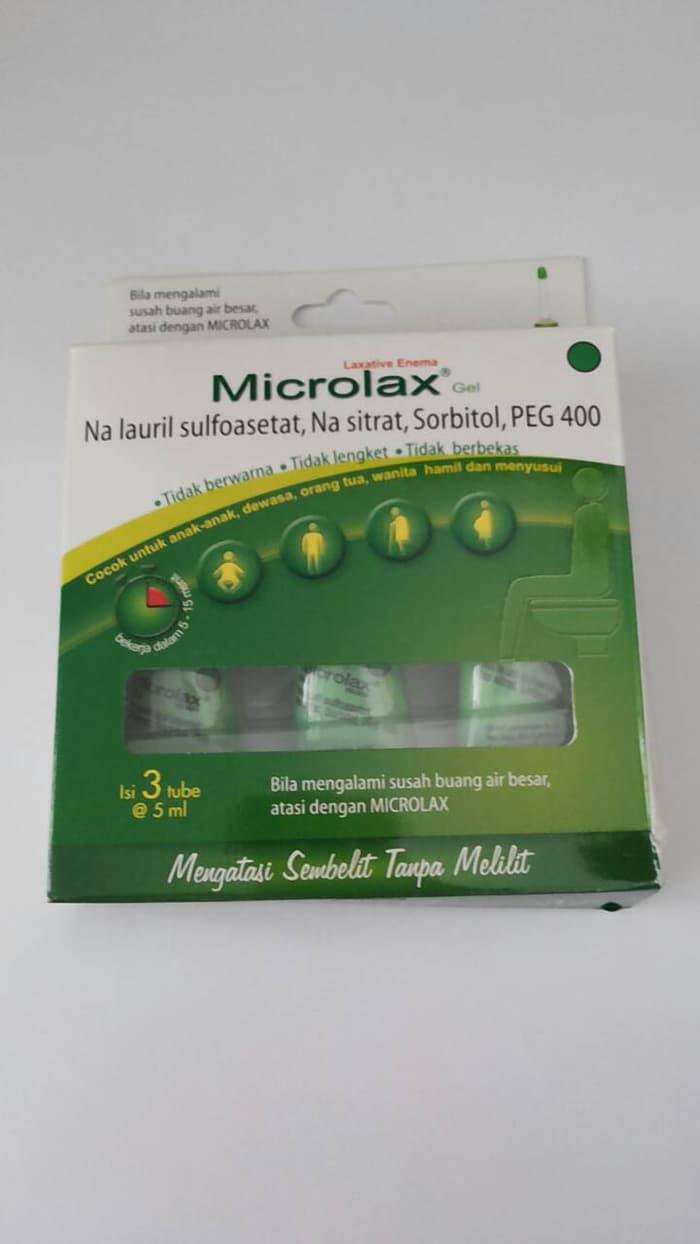 Bila mengalami
susah buang air besar,
atasi dengan MICROLAX
Laxative Enema
Microlax® Gel
Na lauril sulfoasetat, Na sitrat, Sorbitol, PEG 400
•Tidak berwarna •Tidak lengket •Tidak berbekas
Cocok untuk anak-anak, dewasa, orang tua, wanita hamil dan menyusui
bekerja dalam 5 - 15 menit
Isi 3 tube
@ 5 ml
Bila mengalami susah buang air besar,
atasi dengan MICROLAX
Mengatasi Sembelit Tanpa Melilit